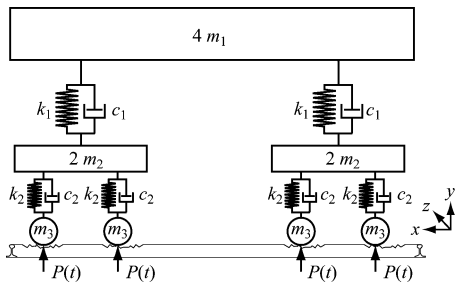 4 m₁
k₁ c₁ k₁ c₁
2 m₂ 2 m₂
k₂ c₂ k₂ c₂ k₂ c₂ k₂ c₂
m₃ m₃ m₃ m₃
P(t) P(t) P(t) P(t)
y
z
x